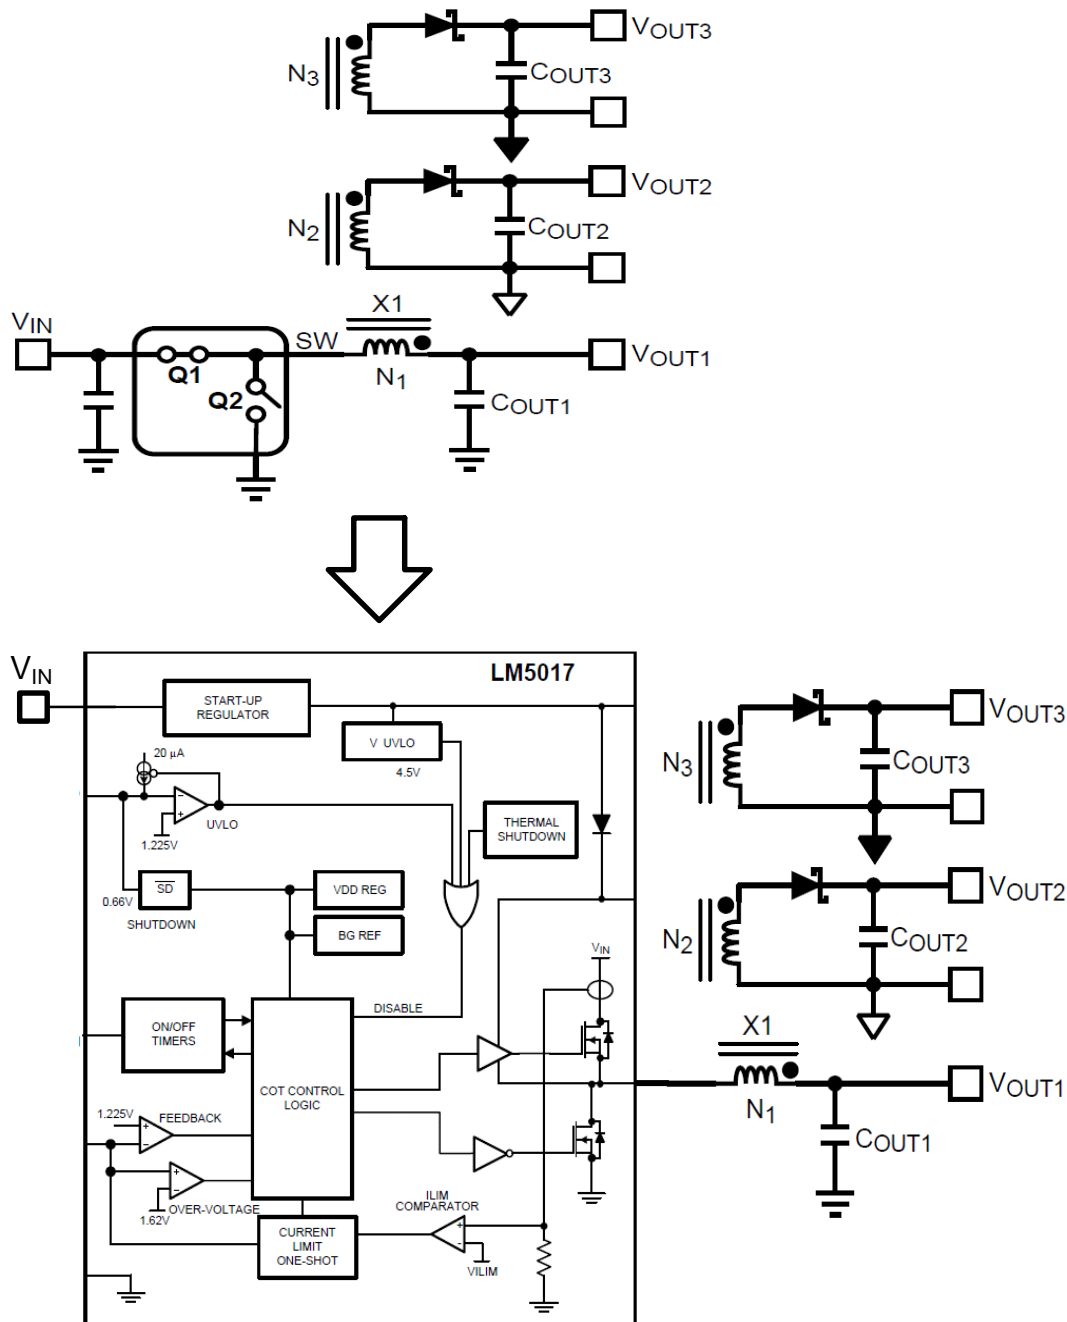 VOUT3
N3
COUT3
VOUT2
N2
COUT2
X1
VIN
SW
VOUT1
Q1
N1
Q2
COUT1
VIN
LM5017
START-UP
REGULATOR
V UVLO
4.5V
20 µA
UVLO
1.225V
THERMAL
SHUTDOWN
SD
0.66V
SHUTDOWN
VDD REG
BG REF
VIN
DISABLE
ON/OFF
TIMERS
COT CONTROL
LOGIC
1.225V
FEEDBACK
OVER-VOLTAGE
1.62V
ILIM
COMPARATOR
CURRENT
LIMIT
ONE-SHOT
VILIM
VOUT3
N3
COUT3
VOUT2
N2
COUT2
X1
VOUT1
N1
COUT1